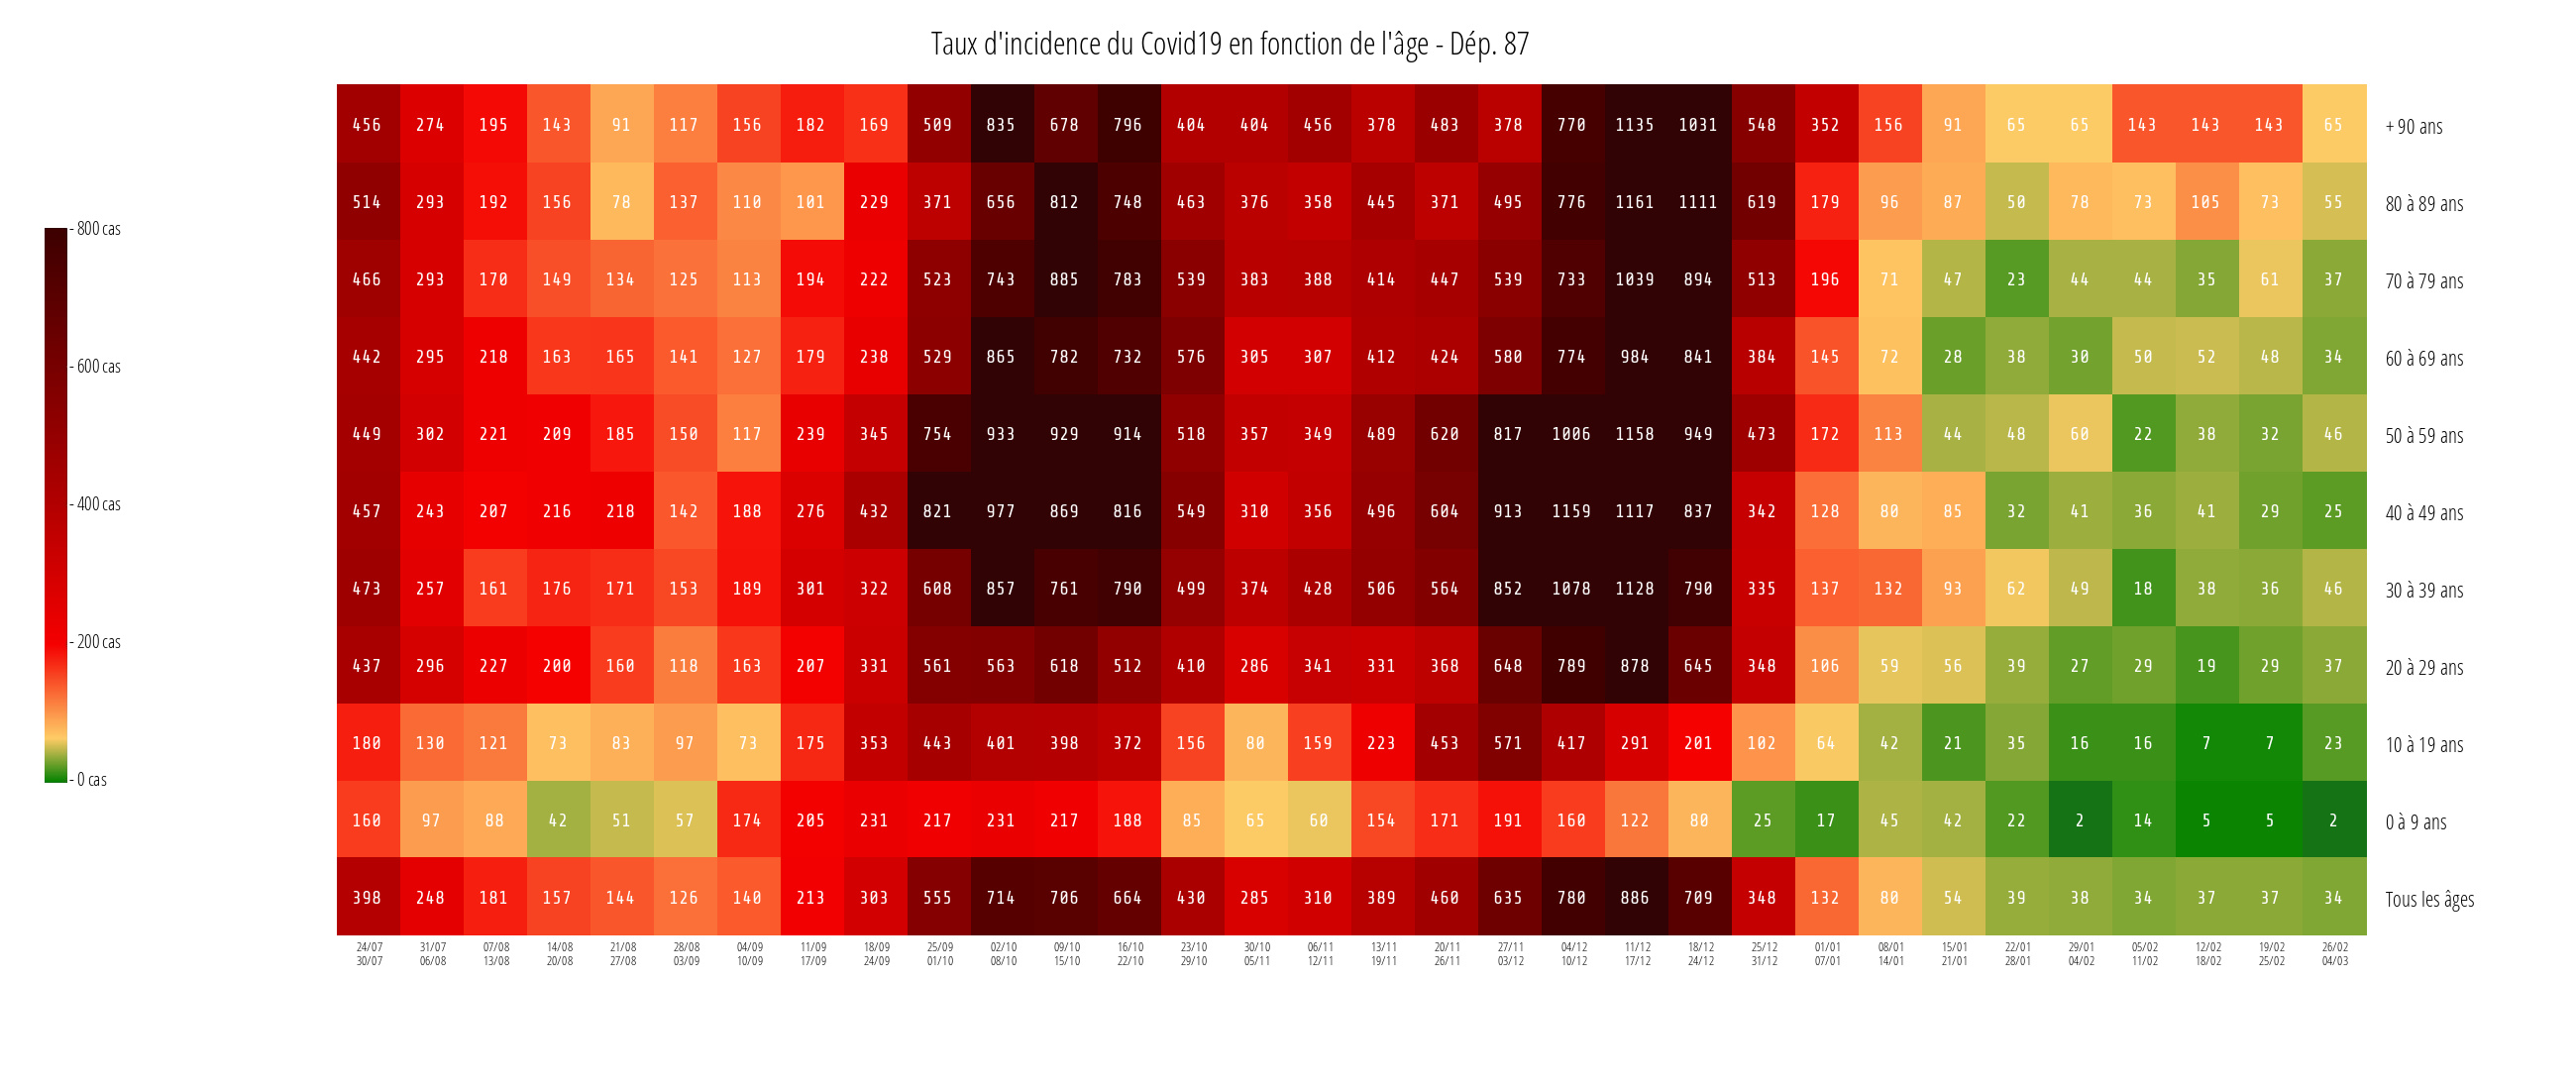 Taux d'incidence du Covid19 en fonction de l'âge - Dép. 87
- 800 cas
- 600 cas
- 400 cas
- 200 cas
- 0 cas
456 274 195 143 91 117 156 182 169 509 835 678 796 404 404 456 378 483 378 770 1135 1031 548 352 156 91 65 65 143 143 143 65 + 90 ans
514 293 192 156 78 137 110 101 229 371 656 812 748 463 376 358 445 371 495 776 1161 1111 619 179 96 87 50 78 73 105 73 55 80 à 89 ans
466 293 170 149 134 125 113 194 222 523 743 885 783 539 383 388 414 447 539 733 1039 894 513 196 71 47 23 44 44 35 61 37 70 à 79 ans
442 295 218 163 165 141 127 179 238 529 865 782 732 576 305 307 412 424 580 774 984 841 384 145 72 28 38 30 50 52 48 34 60 à 69 ans
449 302 221 209 185 150 117 239 345 754 933 929 914 518 357 349 489 620 817 1006 1158 949 473 172 113 44 48 60 22 38 32 46 50 à 59 ans
457 243 207 216 218 142 188 276 432 821 977 869 816 549 310 356 496 604 913 1159 1117 837 342 128 80 85 32 41 36 41 29 25 40 à 49 ans
473 257 161 176 171 153 189 301 322 608 857 761 790 499 374 428 506 564 852 1078 1128 790 335 137 132 93 62 49 18 38 36 46 30 à 39 ans
437 296 227 200 160 118 163 207 331 561 563 618 512 410 286 341 331 368 648 789 878 645 348 106 59 56 39 27 29 19 29 37 20 à 29 ans
180 130 121 73 83 97 73 175 353 443 401 398 372 156 80 159 223 453 571 417 291 201 102 64 42 21 35 16 16 7 7 23 10 à 19 ans
160 97 88 42 51 57 174 205 231 217 231 217 188 85 65 60 154 171 191 160 122 80 25 17 45 42 22 2 14 5 5 2 0 à 9 ans
398 248 181 157 144 126 140 213 303 555 714 706 664 430 285 310 389 460 635 780 886 709 348 132 80 54 39 38 34 37 37 34 Tous les âges
24/07 31/07 07/08 14/08 21/08 28/08 04/09 11/09 18/09 25/09 02/10 09/10 16/10 23/10 30/10 06/11 13/11 20/11 27/11 04/12 11/12 18/12 25/12 01/01 08/01 15/01 22/01 29/01 05/02 12/02 19/02 26/02
30/07 06/08 13/08 20/08 27/08 03/09 10/09 17/09 24/09 01/10 08/10 15/10 22/10 29/10 05/11 12/11 19/11 26/11 03/12 10/12 17/12 24/12 31/12 07/01 14/01 21/01 28/01 04/02 11/02 18/02 25/02 04/03